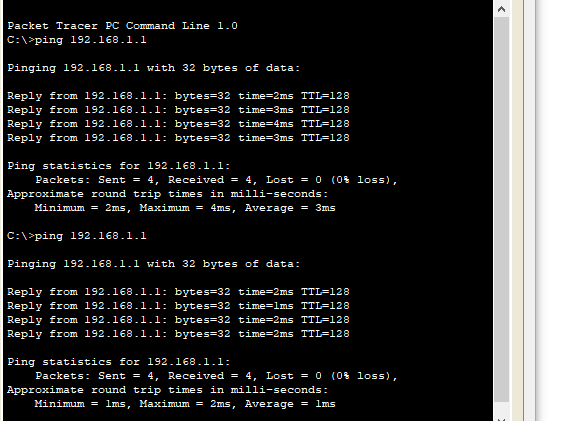 Packet Tracer PC Command Line 1.0
C:\>ping 192.168.1.1
Pinging 192.168.1.1 with 32 bytes of data:
Reply from 192.168.1.1: bytes=32 time=2ms TTL=128
Reply from 192.168.1.1: bytes=32 time=3ms TTL=128
Reply from 192.168.1.1: bytes=32 time=4ms TTL=128
Reply from 192.168.1.1: bytes=32 time=3ms TTL=128
Ping statistics for 192.168.1.1:
    Packets: Sent = 4, Received = 4, Lost = 0 (0% loss),
Approximate round trip times in milli-seconds:
    Minimum = 2ms, Maximum = 4ms, Average = 3ms
C:\>ping 192.168.1.1
Pinging 192.168.1.1 with 32 bytes of data:
Reply from 192.168.1.1: bytes=32 time=2ms TTL=128
Reply from 192.168.1.1: bytes=32 time=1ms TTL=128
Reply from 192.168.1.1: bytes=32 time=2ms TTL=128
Reply from 192.168.1.1: bytes=32 time=2ms TTL=128
Ping statistics for 192.168.1.1:
    Packets: Sent = 4, Received = 4, Lost = 0 (0% loss),
Approximate round trip times in milli-seconds:
    Minimum = 1ms, Maximum = 2ms, Average = 1ms